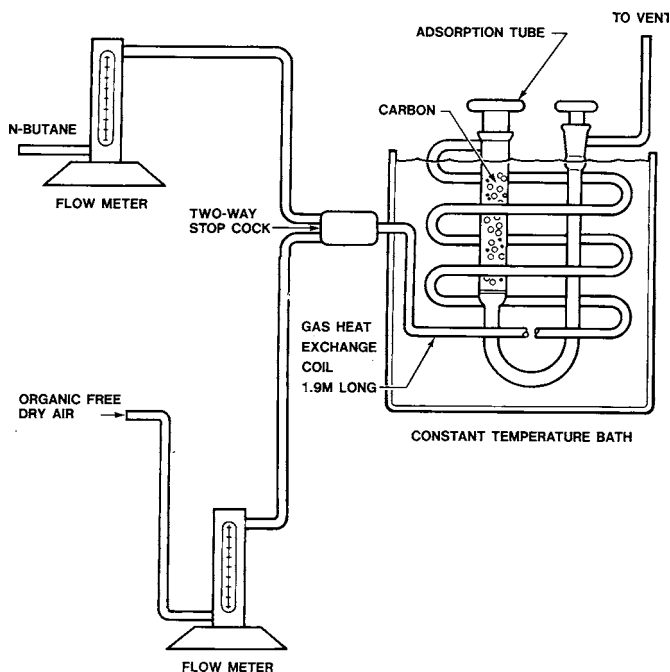 TO VENT
ADSORPTION TUBE
CARBON
N-BUTANE
FLOW METER
TWO-WAY
STOP COCK
GAS HEAT
EXCHANGE
COIL
1.9M LONG
ORGANIC FREE
DRY AIR
CONSTANT TEMPERATURE BATH
FLOW METER